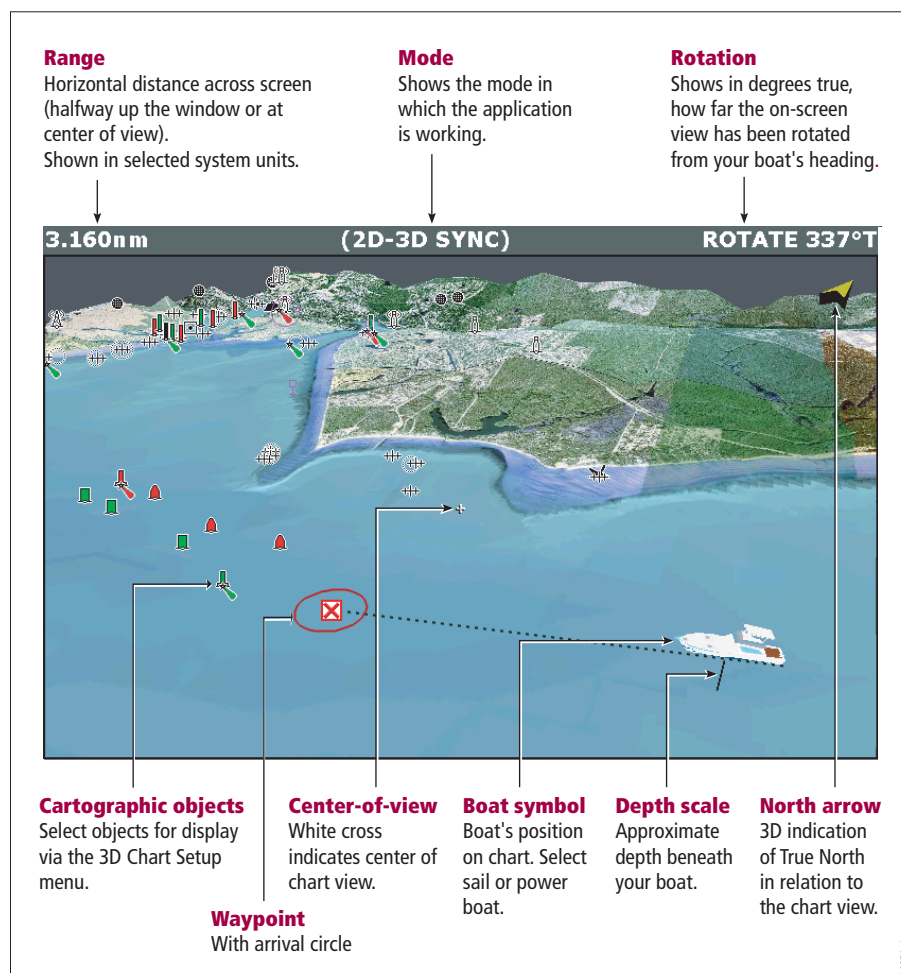 Range
Horizontal distance across screen
(halfway up the window or at
center of view).
Shown in selected system units.
Mode
Shows the mode in
which the application
is working.
Rotation
Shows in degrees true,
how far the on-screen
view has been rotated
from your boat's heading.
3.160nm
(2D-3D SYNC)
ROTATE 337°T
Cartographic objects
Select objects for display
via the 3D Chart Setup
menu.
Waypoint
With arrival circle
Center-of-view
White cross
indicates center of
chart view.
Boat symbol
Boat's position
on chart. Select
sail or power
boat.
Depth scale
Approximate
depth beneath
your boat.
North arrow
3D indication
of True North
in relation to
the chart view.